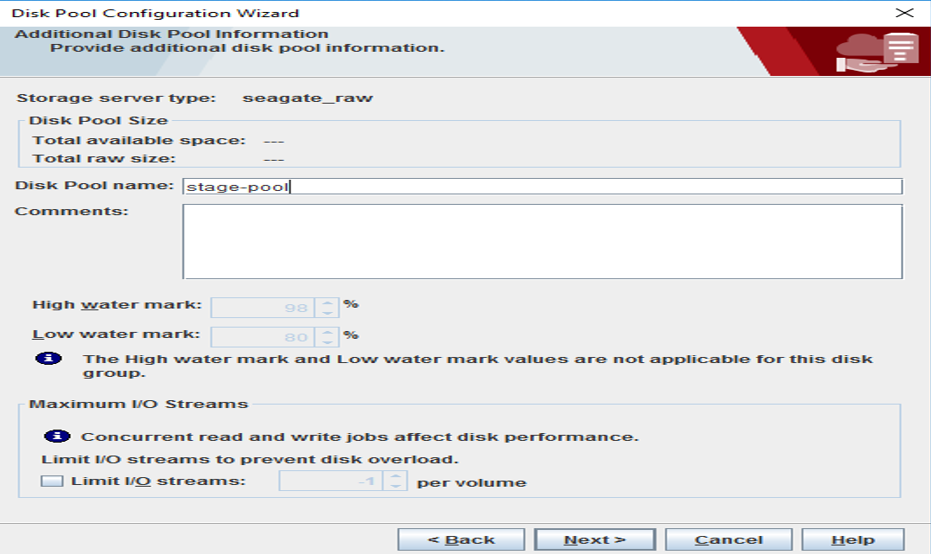 Disk Pool Configuration Wizard
Additional Disk Pool Information
Provide additional disk pool information.
Storage server type: seagate_raw
Disk Pool Size
Total available space: ---
Total raw size: ---
Disk Pool name: stage-pool
Comments:
High water mark: 98 %
Low water mark: 80 %
The High water mark and Low water mark values are not applicable for this disk
group.
Maximum I/O Streams
Concurrent read and write jobs affect disk performance.
Limit I/O streams to prevent disk overload.
Limit I/O streams: -1 per volume
< Back Next > Cancel Help